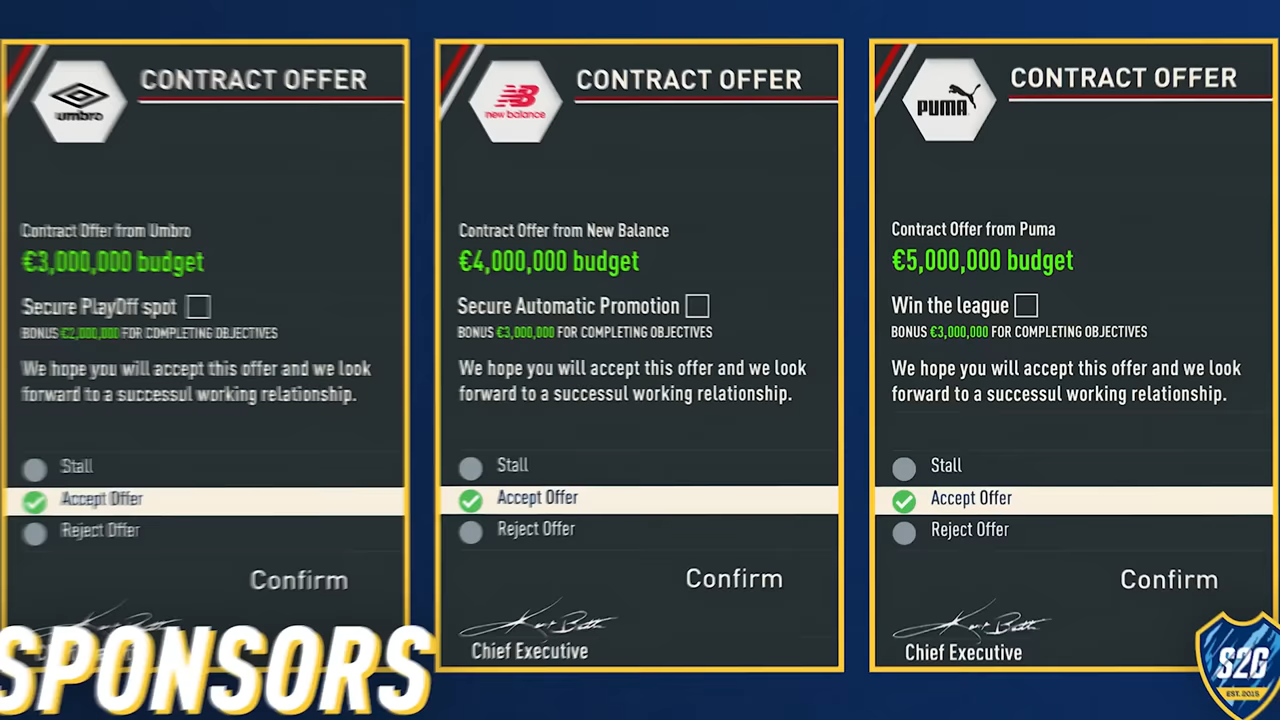 CONTRACT OFFER
umbro
Contract Offer from Umbro
€3,000,000 budget
Secure PlayOff spot
BONUS €2,000,000 FOR COMPLETING OBJECTIVES
We hope you will accept this offer and we look
forward to a successul working relationship.
Stall
Accept Offer
Reject Offer
Confirm
CONTRACT OFFER
new balance
Contract Offer from New Balance
€4,000,000 budget
Secure Automatic Promotion
BONUS €3,000,000 FOR COMPLETING OBJECTIVES
We hope you will accept this offer and we look
forward to a successul working relationship.
Stall
Accept Offer
Reject Offer
Confirm
Chief Executive
CONTRACT OFFER
PUMA
Contract Offer from Puma
€5,000,000 budget
Win the league
BONUS €3,000,000 FOR COMPLETING OBJECTIVES
We hope you will accept this offer and we look
forward to a successul working relationship.
Stall
Accept Offer
Reject Offer
Confirm
Chief Executive
SPONSORS
S2G
EST. 2015